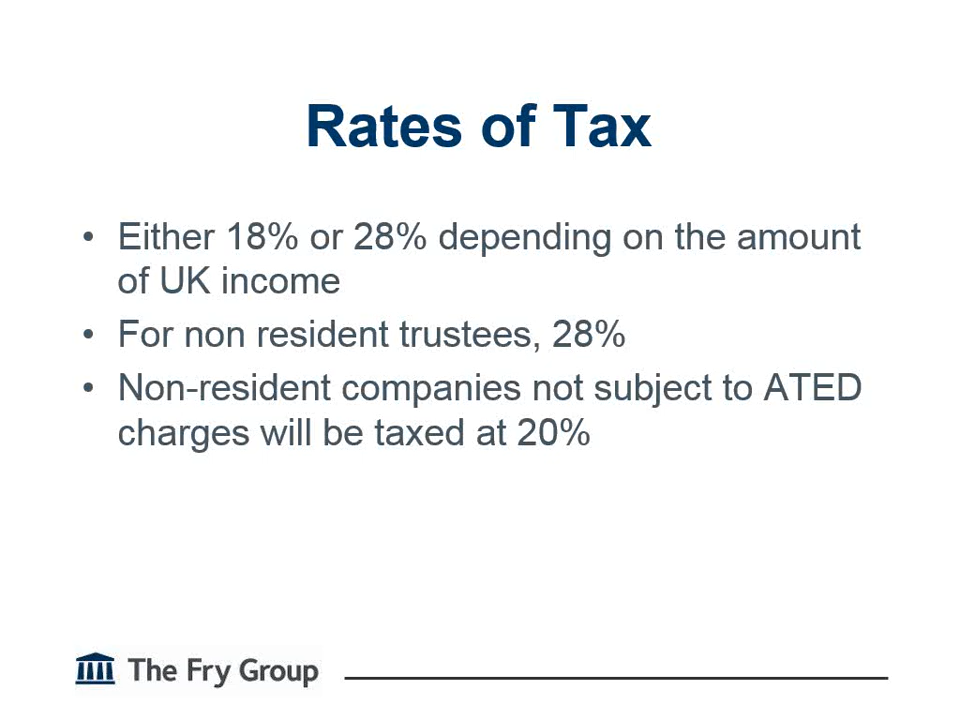 Rates of Tax
• Either 18% or 28% depending on the amount
of UK income
• For non resident trustees, 28%
• Non-resident companies not subject to ATED
charges will be taxed at 20%
The Fry Group